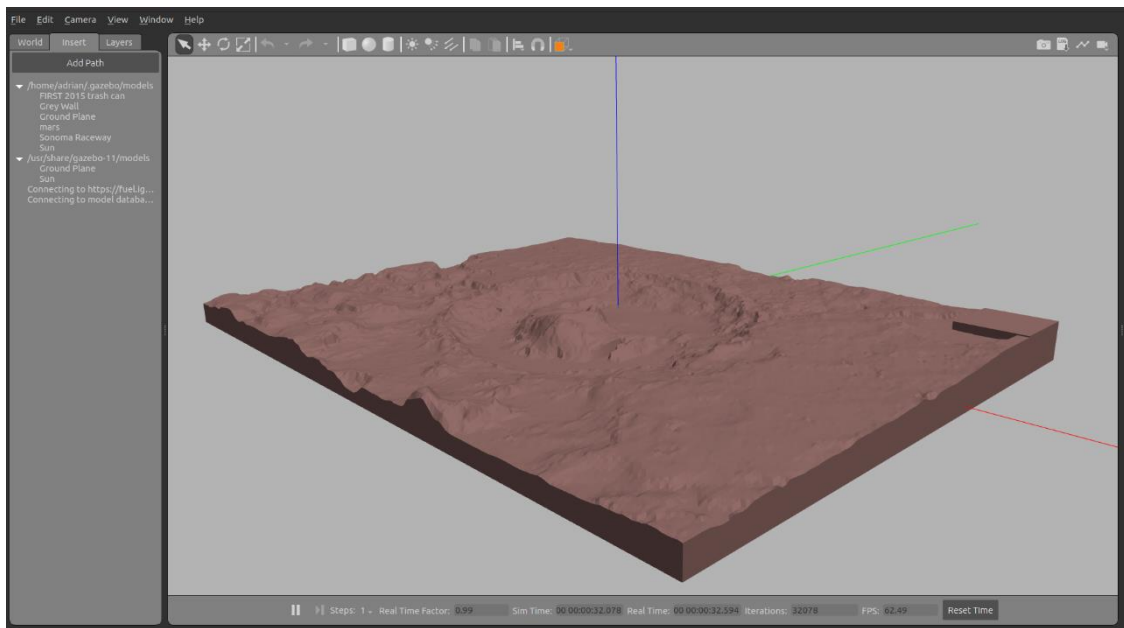 File Edit Camera View Window Help
World Insert Layers
Add Path
/home/adrian/.gazebo/models
FIRST 2015 trash can
Grey Wall
Ground Plane
mars
Sonoma Raceway
Sun
/usr/share/gazebo-11/models
Ground Plane
Sun
Connecting to https://fuel.ig...
Connecting to model databa...
Steps: 1 Real Time Factor: 0.99 Sim Time: 00 00:00:32.078 Real Time: 00 00:00:32.594 Iterations: 32078 FPS: 62.49 Reset Time